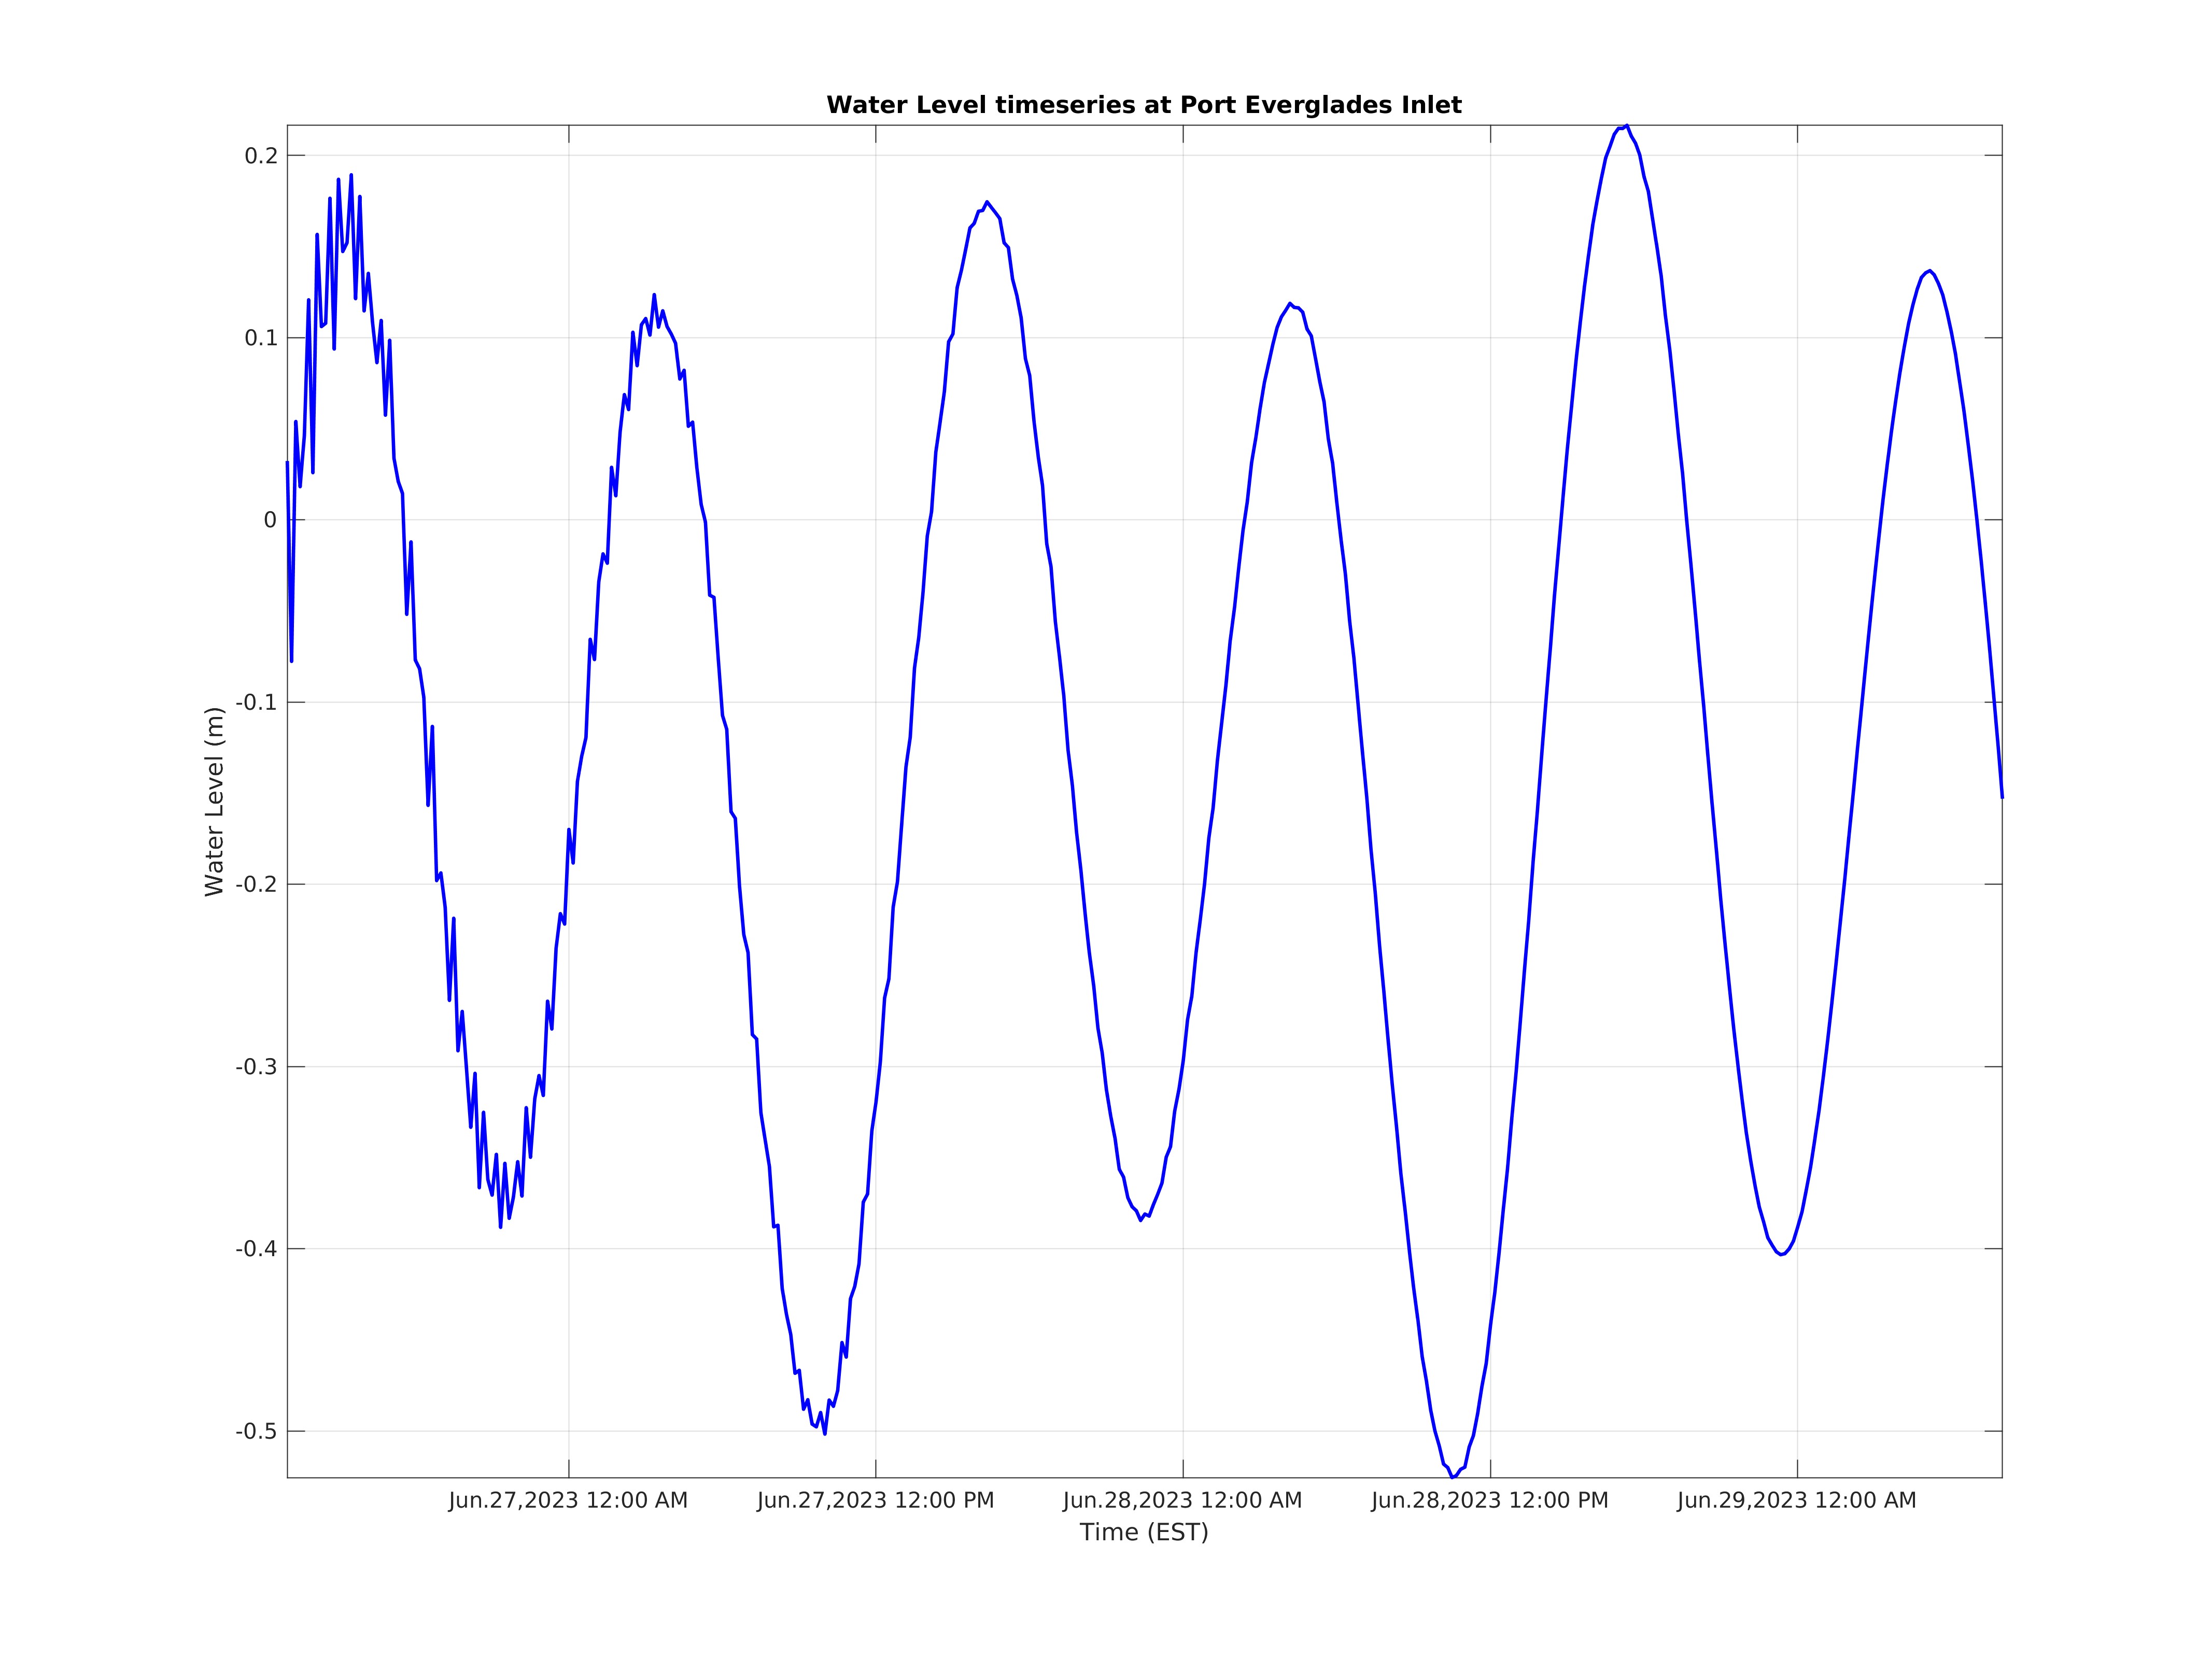 Water Level timeseries at Port Everglades Inlet
0.2
0.1
0
-0.1
-0.2
-0.3
-0.4
-0.5
Water Level (m)
Jun.27,2023 12:00 AM Jun.27,2023 12:00 PM Jun.28,2023 12:00 AM Jun.28,2023 12:00 PM Jun.29,2023 12:00 AM
Time (EST)